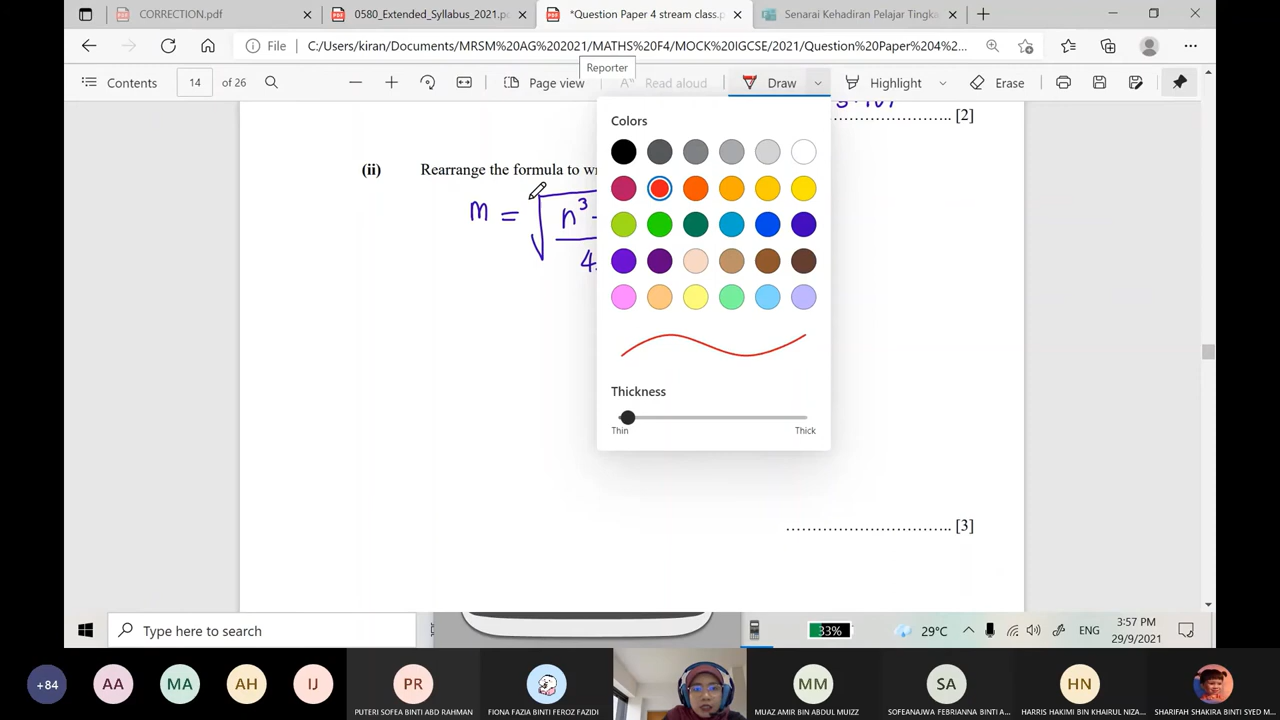 CORRECTION.pdf
0580_Extended_Syllabus_2021.p
*Question Paper 4 stream class.p
Senarai Kehadiran Pelajar Tingka
File
C:/Users/kiran/Documents/MRSM%20AG%202021/MATHS%20F4/MOCK%20IGCSE/2021/Question%20Paper%204%2...
Reporter
Contents
14 of 26
Page view
Read aloud
Draw
Highlight
Erase
Colors
[2]
(ii) Rearrange the formula to w
m = √ n³ -
4
Thickness
Thin Thick
[3]
Type here to search
33%
29°C
ENG
3:57 PM
29/9/2021
+84
AA
MA
AH
IJ
PR
MM
SA
HN
PUTERI SOFEA BINTI ABD RAHMAN
FIONA FAZIA BINTI FEROZ FAZIDI
MUAZ AMIR BIN ABDUL MUIZZ
SOFEANAJWA FEBRIANNA BINTI A...
HARRIS HAKIMI BIN KHAIRUL NIZA...
SHARIFAH SHAKIRA BINTI SYED M...